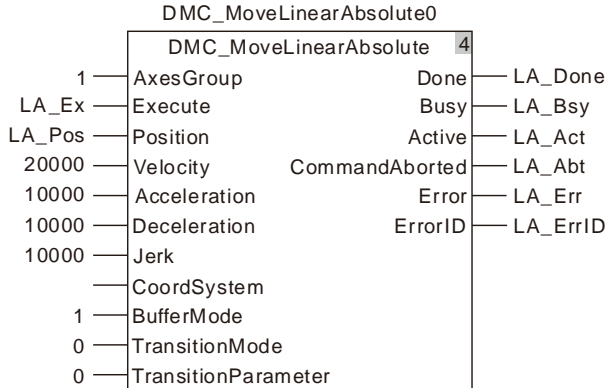 DMC_MoveLinearAbsolute0
DMC_MoveLinearAbsolute 4
1 AxesGroup Done LA_Done
LA_Ex Execute Busy LA_Bsy
LA_Pos Position Active LA_Act
20000 Velocity CommandAborted LA_Abt
10000 Acceleration Error LA_Err
10000 Deceleration ErrorID LA_ErrID
10000 Jerk
CoordSystem
1 BufferMode
0 TransitionMode
0 TransitionParameter